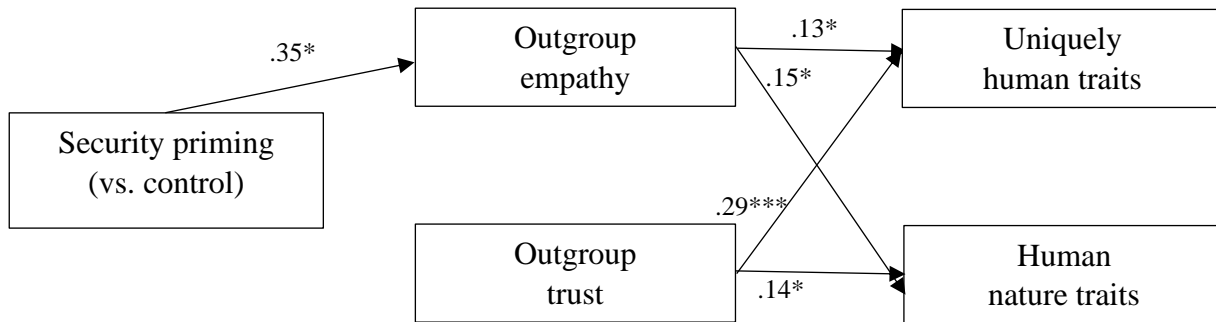 .35*
Security priming
(vs. control)
Outgroup
empathy
.13*
.15*
Uniquely
human traits
Outgroup
trust
.29***
.14*
Human
nature traits